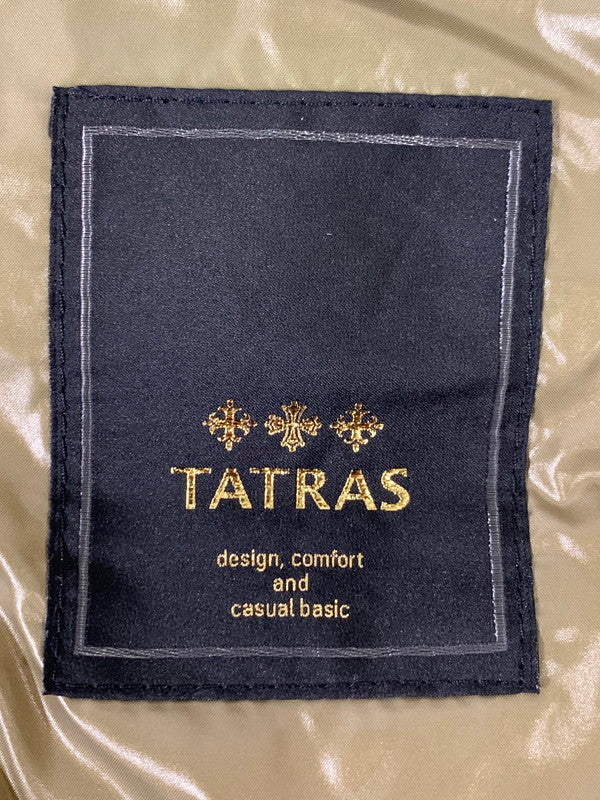 TATRAS
design, comfort
and
casual basic